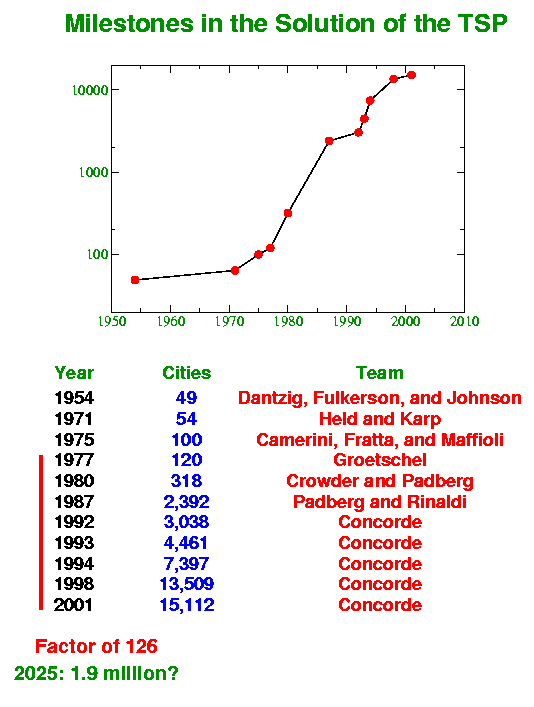 Milestones in the Solution of the TSP
10000
1000
100
1950 1960 1970 1980 1990 2000 2010
Year Cities Team
1954 49 Dantzig, Fulkerson, and Johnson
1971 54 Held and Karp
1975 100 Camerini, Fratta, and Maffioli
1977 120 Groetschel
1980 318 Crowder and Padberg
1987 2,392 Padberg and Rinaldi
1992 3,038 Concorde
1993 4,461 Concorde
1994 7,397 Concorde
1998 13,509 Concorde
2001 15,112 Concorde
Factor of 126
2025: 1.9 million?